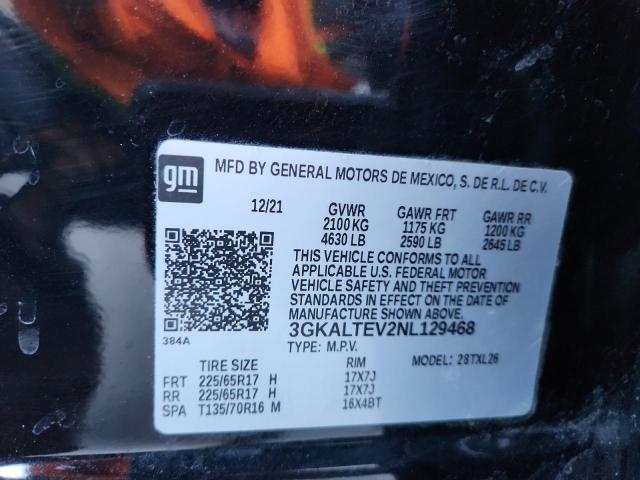 gm
MFD BY GENERAL MOTORS DE MEXICO, S. DE R.L. DE C.V.
12/21 GVWR GAWR FRT GAWR RR
2100 KG 1175 KG 1200 KG
4630 LB 2590 LB 2645 LB
THIS VEHICLE CONFORMS TO ALL
APPLICABLE U.S. FEDERAL MOTOR
VEHICLE SAFETY AND THEFT PREVENTION
STANDARDS IN EFFECT ON THE DATE OF
MANUFACTURE SHOWN ABOVE.
384A 3GKALTEV2NL129468
TYPE: M.P.V. MODEL: 28TXL26
TIRE SIZE RIM
FRT 225/65R17 H 17X7J
RR 225/65R17 H 17X7J
SPA T135/70R16 M 16X4BT